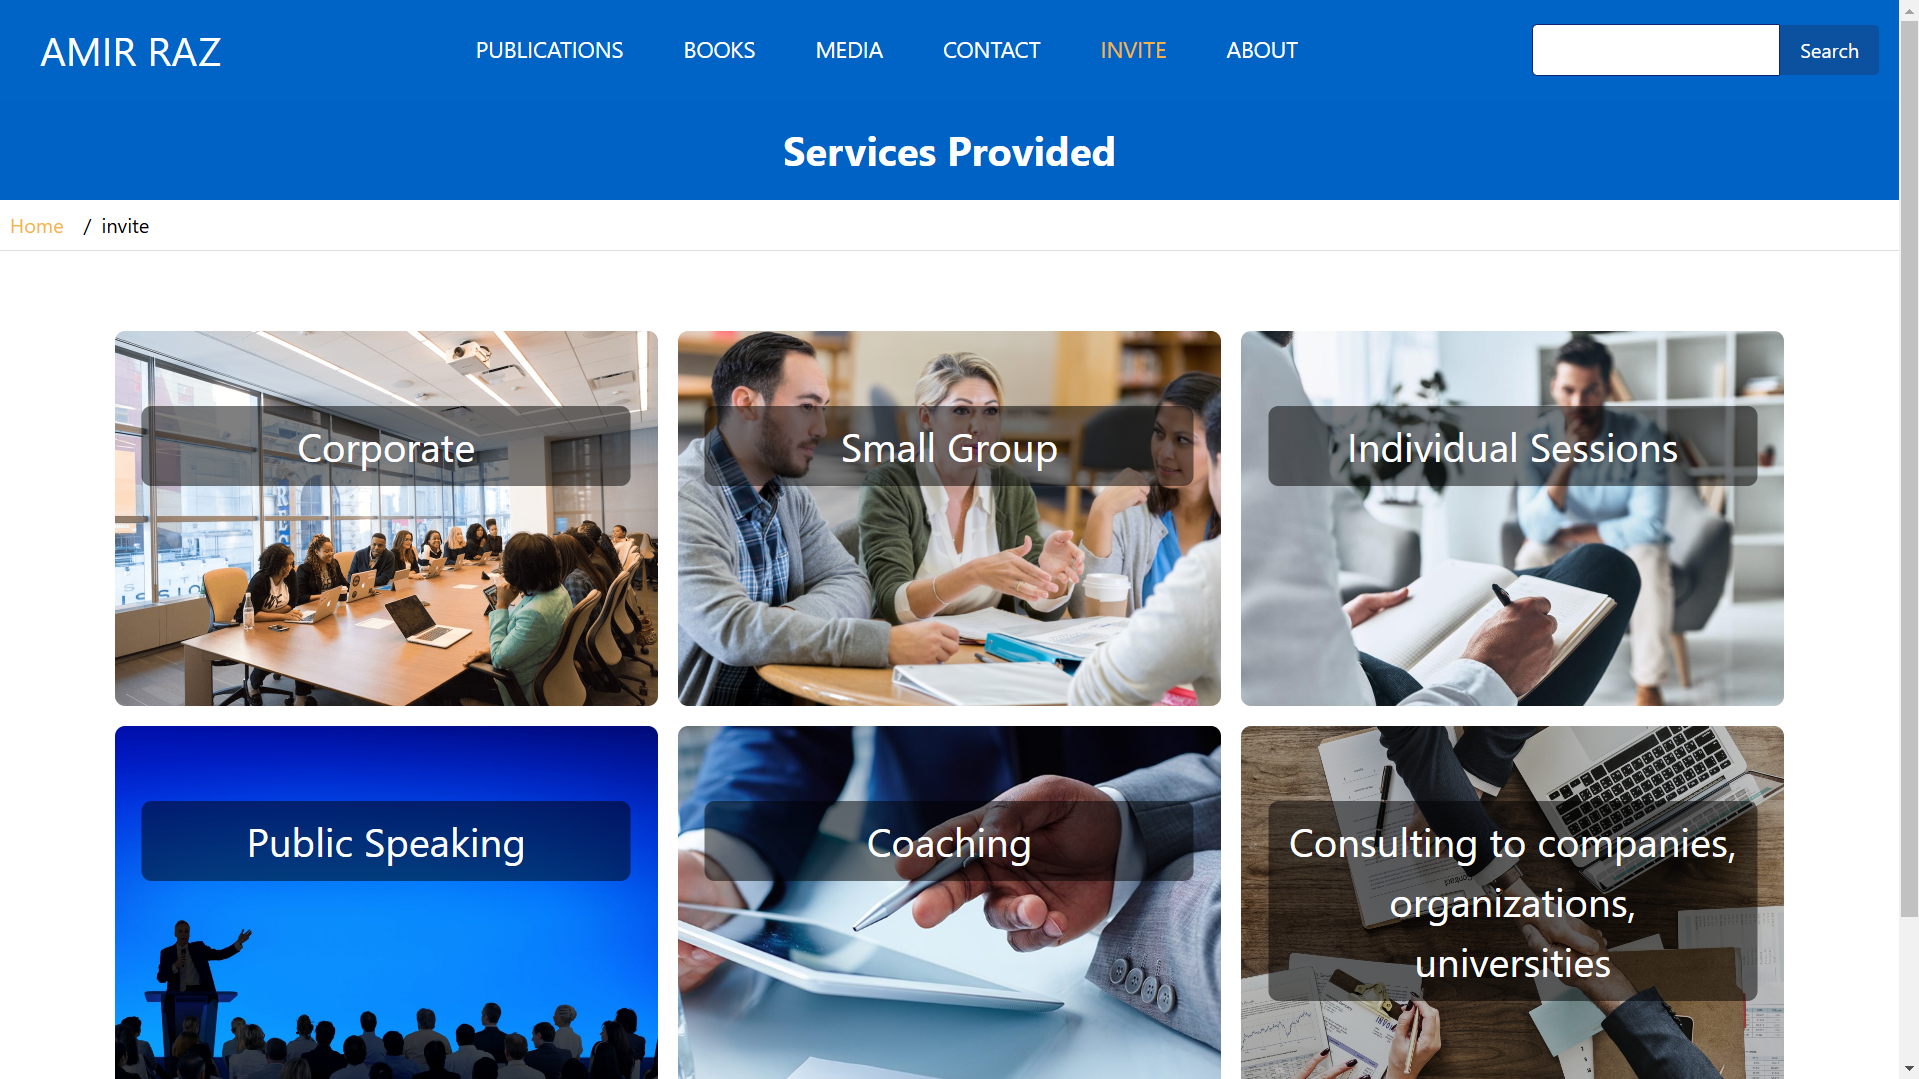 AMIR RAZ
PUBLICATIONS
BOOKS
MEDIA
CONTACT
INVITE
ABOUT
Search
Services Provided
Home / invite
Corporate
Small Group
Individual Sessions
Public Speaking
Coaching
Consulting to companies,
organizations,
universities